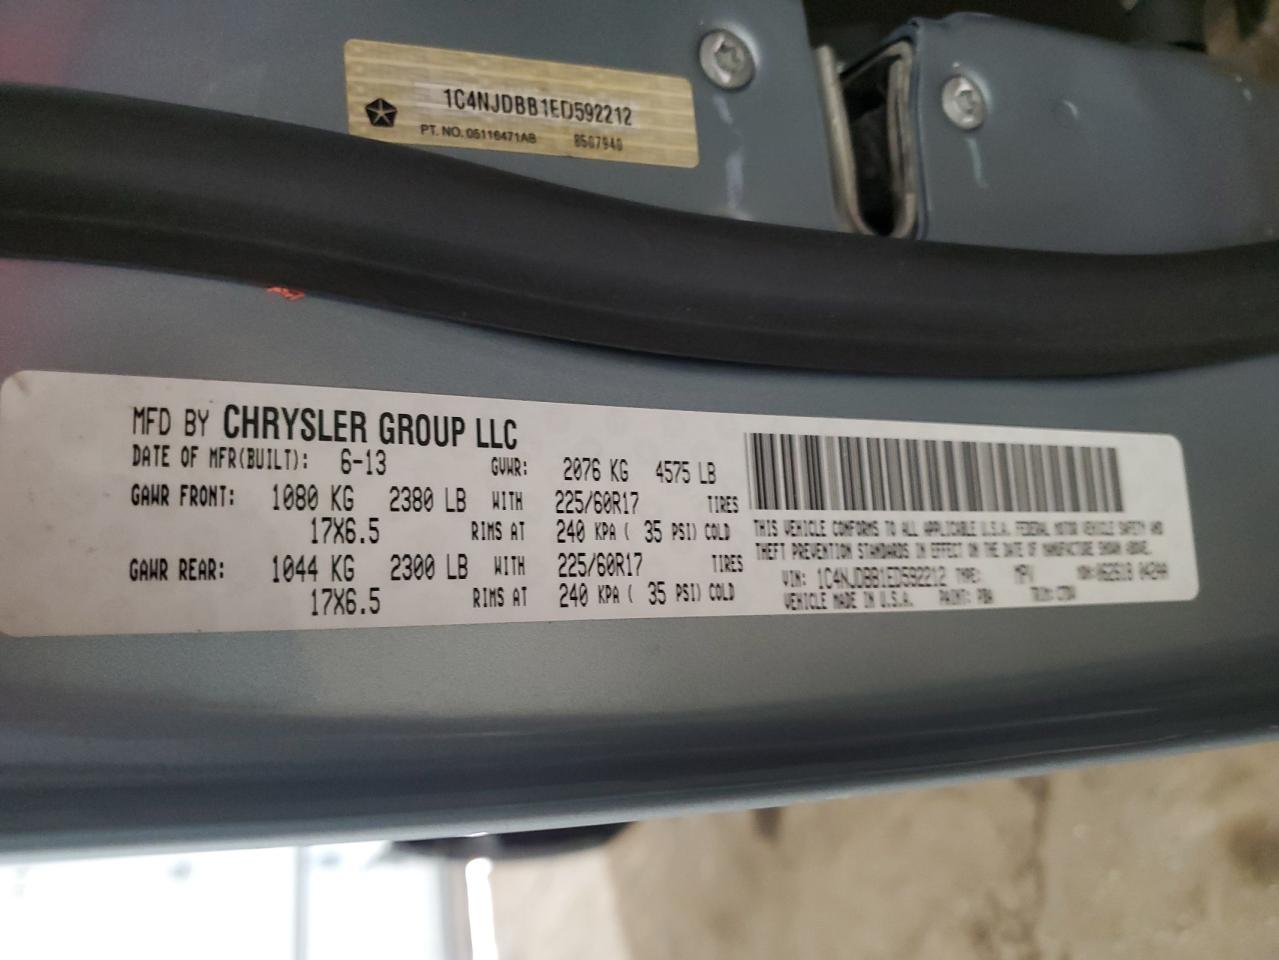 1C4NJDBB1ED592212
PT. NO. 05116471AB 8507940
MFD BY CHRYSLER GROUP LLC
DATE OF MFR(BUILT): 6-13 GVWR: 2076 KG 4575 LB
GAWR FRONT: 1080 KG 2380 LB WITH 225/60R17 TIRES
17X6.5 RIMS AT 240 KPA ( 35 PSI) COLD
GAWR REAR: 1044 KG 2300 LB WITH 225/60R17 TIRES
17X6.5 RIMS AT 240 KPA ( 35 PSI) COLD
THIS VEHICLE CONFORMS TO ALL APPLICABLE U.S.A. FEDERAL MOTOR VEHICLE SAFETY AND
THEFT PREVENTION STANDARDS IN EFFECT ON THE DATE OF MANUFACTURE SHOWN ABOVE.
VIN: 1C4NJDBB1ED592212 TYPE: MPV
VEHICLE MADE IN U.S.A. PAINT: TRIM: